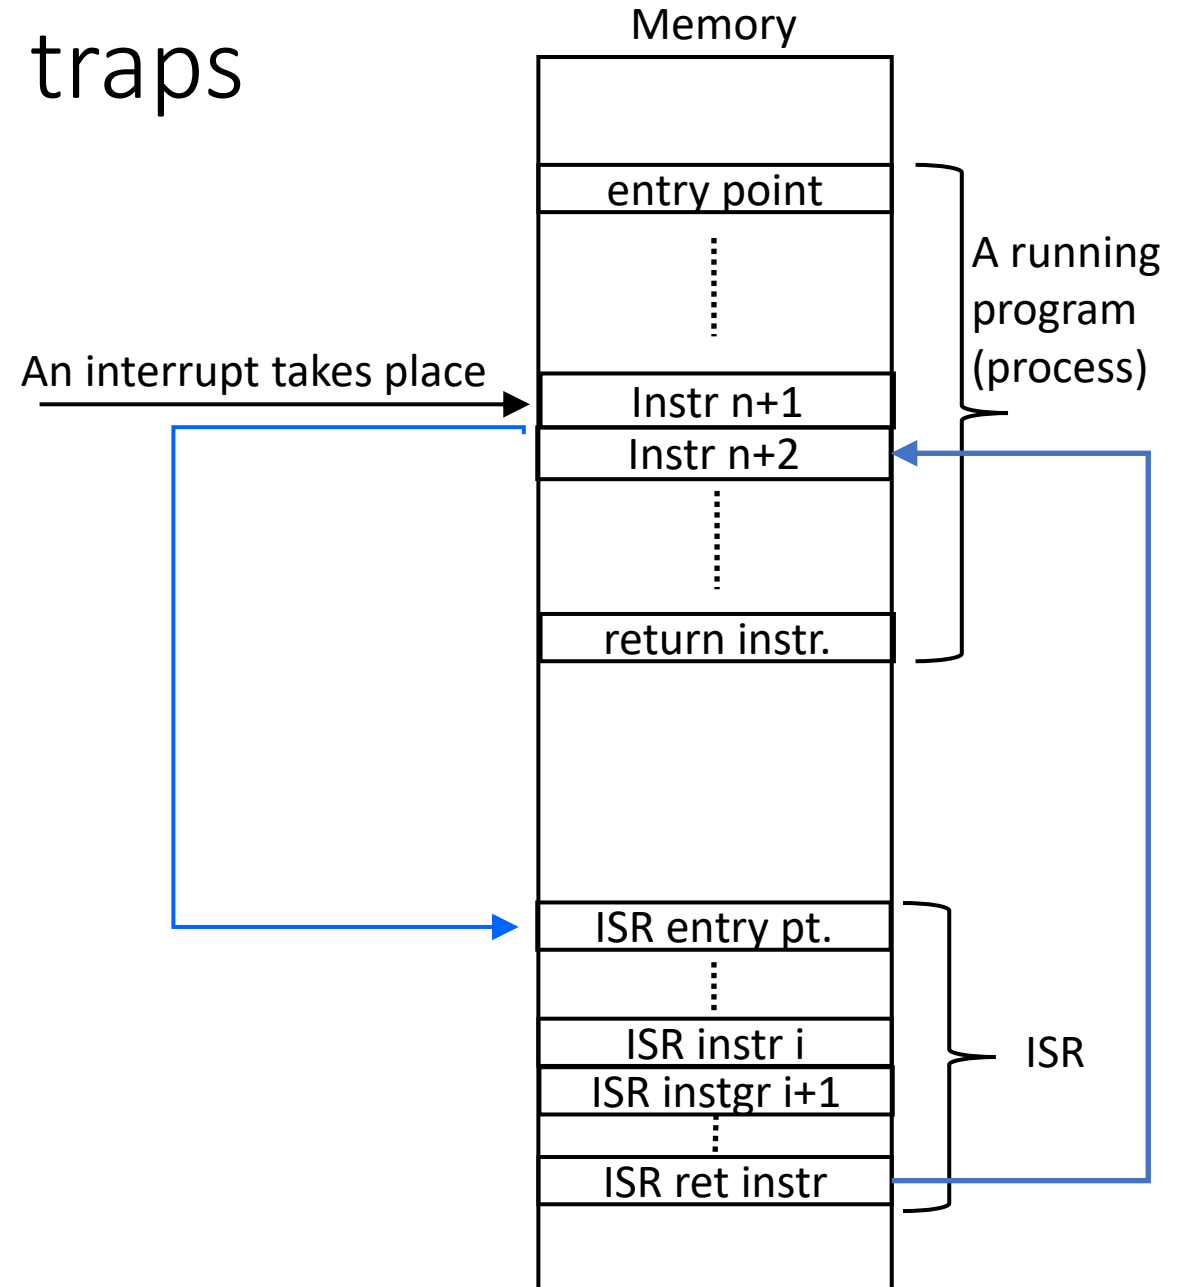 traps
Memory
entry point
A running
program
(process)
An interrupt takes place
Instr n+1
Instr n+2
return instr.
ISR entry pt.
ISR instr i
ISR
ISR instgr i+1
ISR ret instr